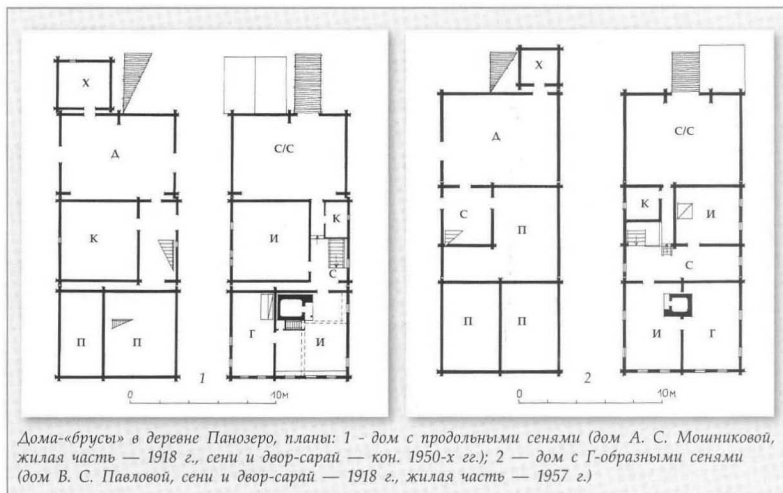 Х
Д
С/С
К
И
К
С
П
П
Г
И
1
0
10м
Х
Д
С/С
С
П
К
И
С
П
П
И
Г
2
0
10м
Дома-«брусы» в деревне Панозеро, планы: 1 - дом с продольными сенями (дом А. С. Мошниковой,
жилая часть — 1918 г., сени и двор-сарай — кон. 1950-х гг.); 2 — дом с Г-образными сенями
(дом В. С. Павловой, сени и двор-сарай — 1918 г., жилая часть — 1957 г.)